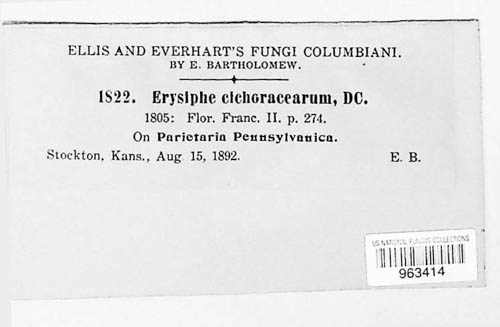 ELLIS AND EVERHART'S FUNGI COLUMBIANI.
BY E. BARTHOLOMEW.
1822. Erysiphe cichoracearum, DC.
1805: Flor. Franc. II. p. 274.
On Parietaria Pennsylvanica.
Stockton, Kans., Aug. 15, 1892. E. B.
US NATIONAL FUNGUS COLLECTIONS
963414